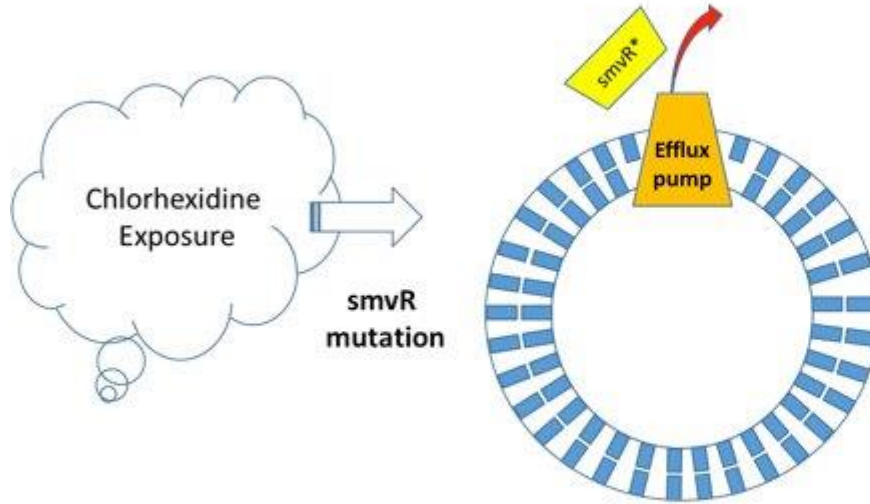 Chlorhexidine
Exposure
smvR
mutation
smvR*
Efflux
pump